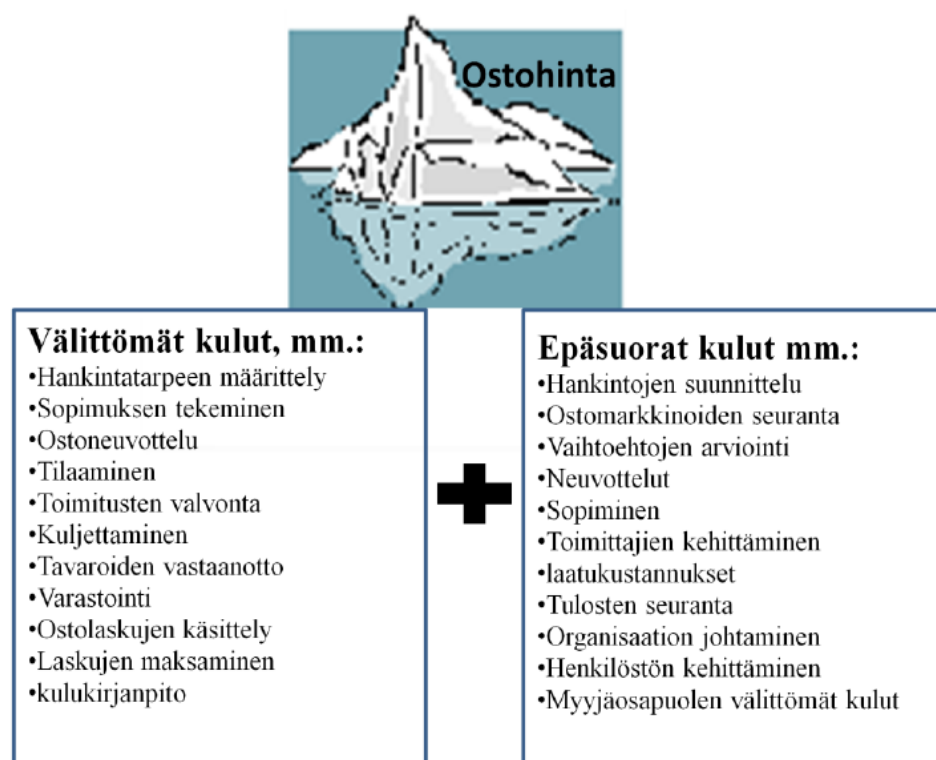 Ostohinta
Välittömät kulut, mm.:
•Hankintatarpeen määrittely
•Sopimuksen tekeminen
•Ostoneuvottelu
•Tilaaminen
•Toimitusten valvonta
•Kuljettaminen
•Tavaroiden vastaanotto
•Varastointi
•Ostolaskujen käsittely
•Laskujen maksaminen
•kulukirjanpito
Epäsuorat kulut mm.:
•Hankintojen suunnittelu
•Ostomarkkinoiden seuranta
•Vaihtoehtojen arviointi
•Neuvottelut
•Sopiminen
•Toimittajien kehittäminen
•laatukustannukset
•Tulosten seuranta
•Organisaation johtaminen
•Henkilöstön kehittäminen
•Myyjäosapuolen välittömät kulut